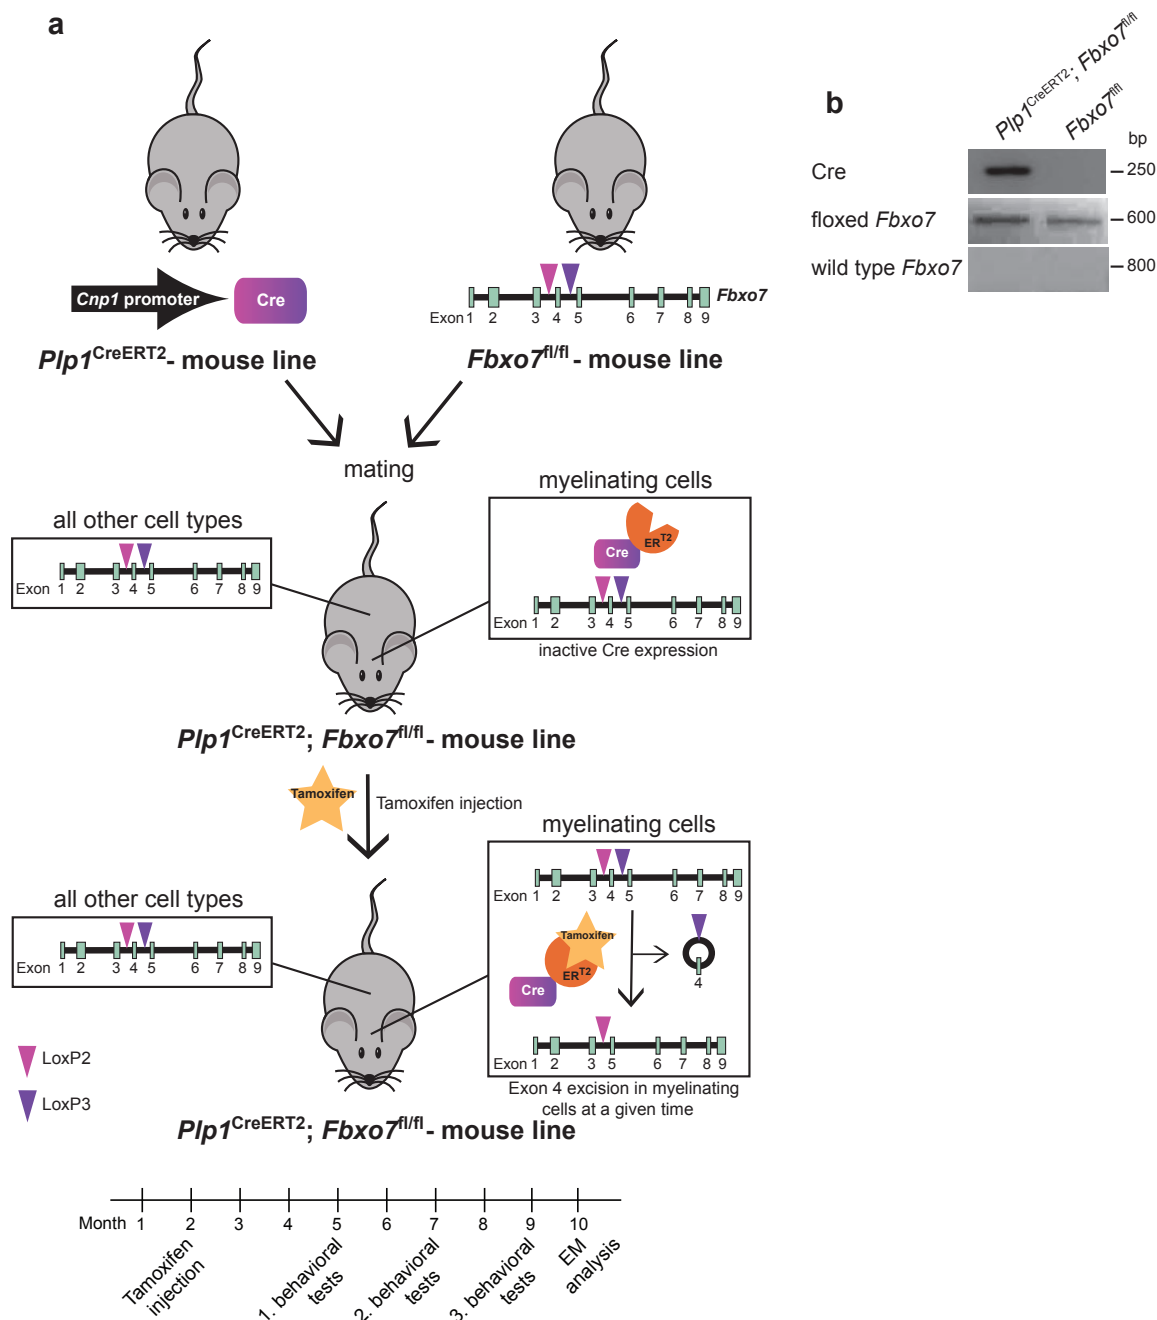 a
Cnp1 promoter
Cre
Plp1CreERT2- mouse line
Fbxo7
Exon 1 2 3 4 5 6 7 8 9
Fbxo7fl/fl - mouse line
mating
all other cell types
Exon 1 2 3 4 5 6 7 8 9
myelinating cells
ERT2
Cre
Exon 1 2 3 4 5 6 7 8 9
inactive Cre expression
Plp1CreERT2; Fbxo7fl/fl - mouse line
Tamoxifen
Tamoxifen injection
all other cell types
Exon 1 2 3 4 5 6 7 8 9
myelinating cells
Exon 1 2 3 4 5 6 7 8 9
Tamoxifen
ERT2
Cre
4
Exon 1 2 3 5 6 7 8 9
Exon 4 excision in myelinating
cells at a given time
LoxP2
LoxP3
Plp1CreERT2; Fbxo7fl/fl - mouse line
Month 1 2 3 4 5 6 7 8 9 10
Tamoxifen
injection
1. behavioral
tests
2. behavioral
tests
3. behavioral
tests
EM
analysis
b
Plp1CreERT2; Fbxo7fl/fl
Fbxo7fl/fl
bp
Cre
250
floxed Fbxo7
600
wild type Fbxo7
800